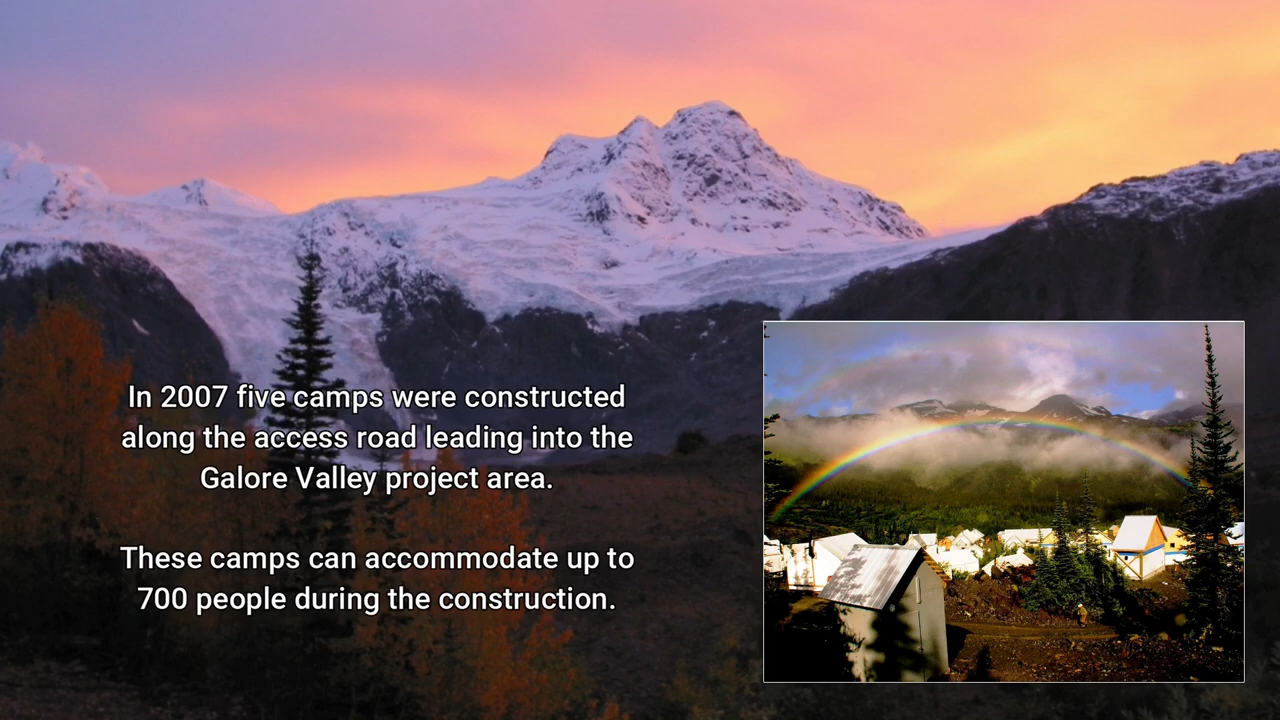 In 2007 five camps were constructed
along the access road leading into the
Galore Valley project area.
These camps can accommodate up to
700 people during the construction.